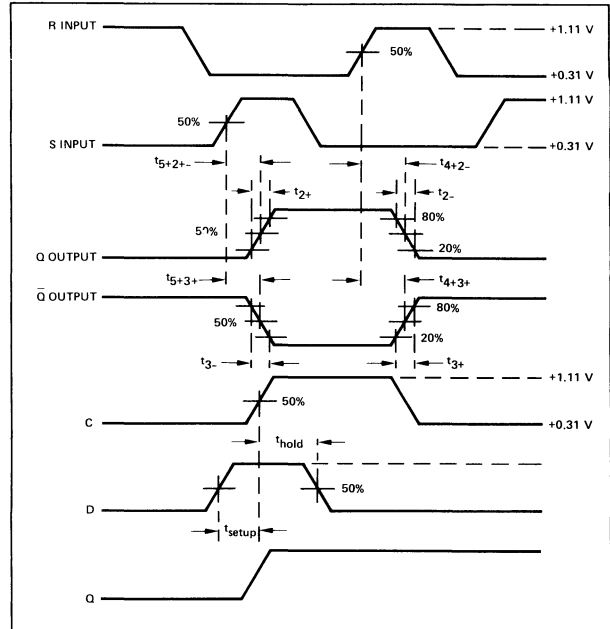 R INPUT
+1.11 V
50%
+0.31 V
+1.11 V
50%
S INPUT
+0.31 V
t5+2+-
t4+2-
t2+
t2-
80%
50%
20%
Q OUTPUT
t5+3+
t4+3+
Q̅ OUTPUT
80%
50%
20%
t3-
t3+
+1.11 V
50%
C
+0.31 V
thold
50%
D
tsetup
Q